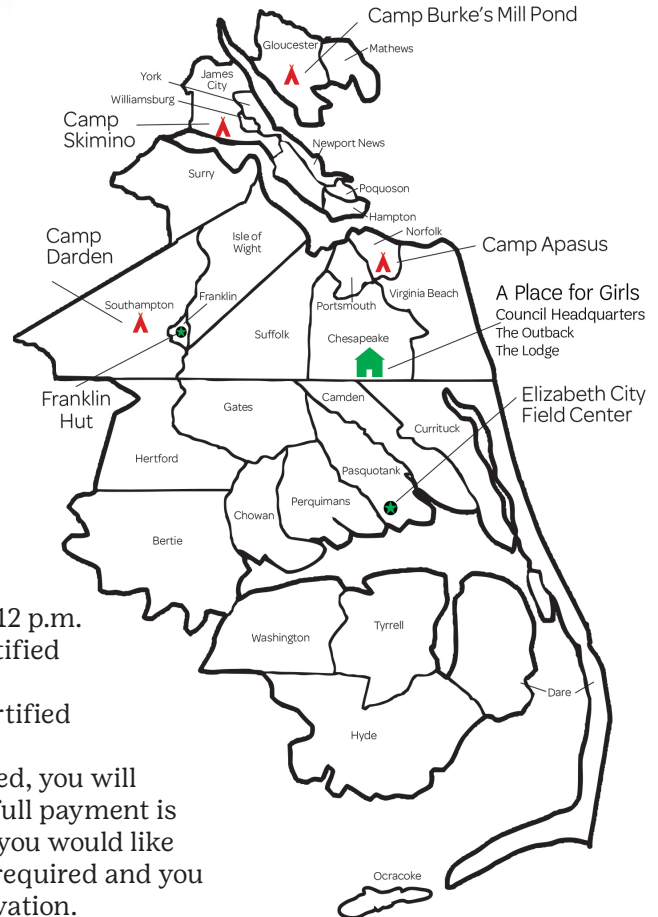 Camp Burke's Mill Pond
Gloucester
Mathews
York
James
City
Williamsburg
Camp
Skimino
Newport News
Surry
Poquoson
Hampton
Isle of
Wight
Norfolk
Camp
Darden
Camp Apasus
Southampton
Franklin
Portsmouth
Virginia Beach
A Place for Girls
Council Headquarters
The Outback
The Lodge
Suffolk
Chesapeake
Franklin
Hut
Camden
Elizabeth City
Field Center
Gates
Currituck
Hertford
Pasquotank
Perquimans
Chowan
Bertie
12 p.m.
tified
rtified
ed, you will
full payment is
you would like
required and you
vation.
Washington
Tyrrell
Dare
Hyde
Ocracoke